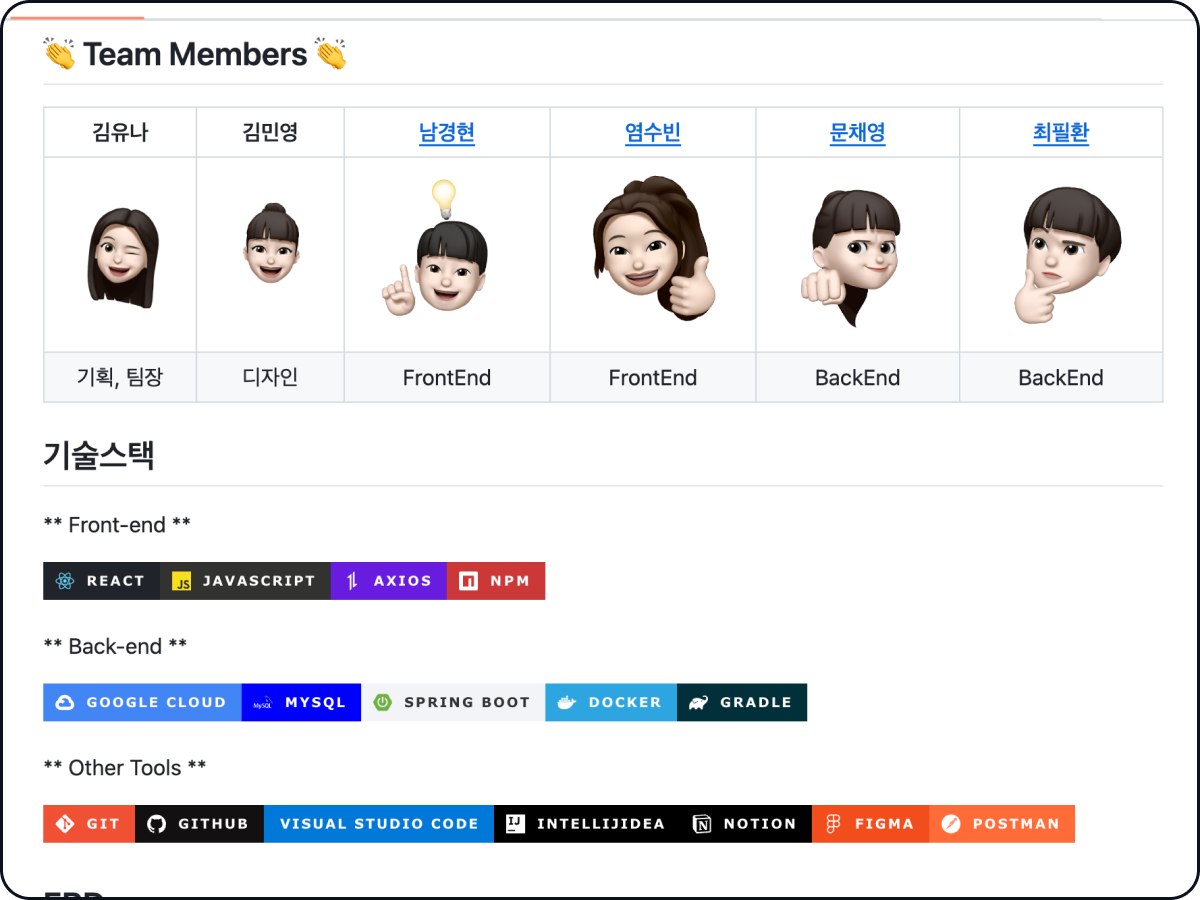 👏 Team Members 👏
김유나 김민영 남경현 염수빈 문채영 최필환
기획, 팀장 디자인 FrontEnd FrontEnd BackEnd BackEnd
기술스택
** Front-end **
REACT JS JAVASCRIPT AXIOS NPM
** Back-end **
GOOGLE CLOUD MySQL MYSQL SPRING BOOT DOCKER GRADLE
** Other Tools **
GIT GITHUB VISUAL STUDIO CODE IJ INTELLIJIDEA NOTION FIGMA POSTMAN